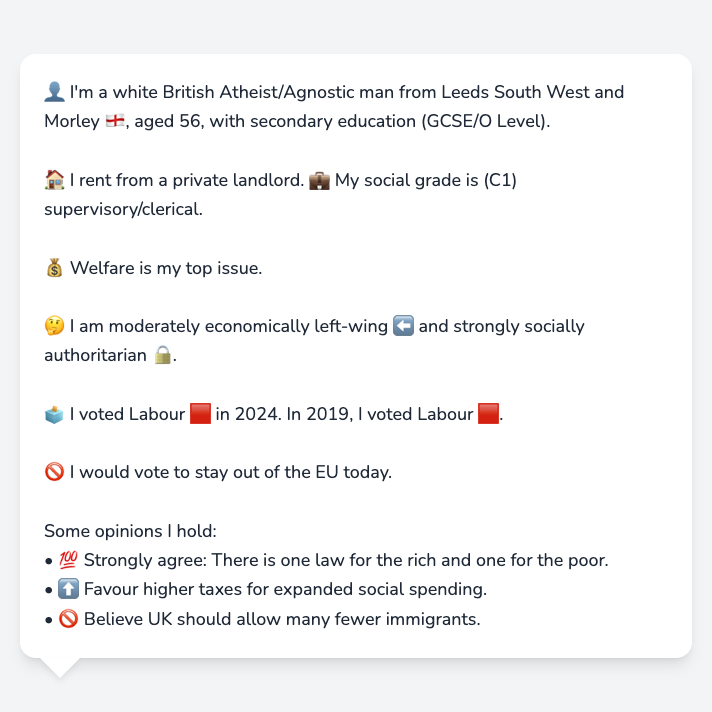 👤 I'm a white British Atheist/Agnostic man from Leeds South West and
Morley 🏴󠁧󠁢󠁥󠁮󠁧󠁿, aged 56, with secondary education (GCSE/O Level).
🏠 I rent from a private landlord. 💼 My social grade is (C1)
supervisory/clerical.
💰 Welfare is my top issue.
🤔 I am moderately economically left-wing ⬅️ and strongly socially
authoritarian 🔒.
🗳️ I voted Labour 🟥 in 2024. In 2019, I voted Labour 🟥.
🚫 I would vote to stay out of the EU today.
Some opinions I hold:
• 💯 Strongly agree: There is one law for the rich and one for the poor.
• ⬆️ Favour higher taxes for expanded social spending.
• 🚫 Believe UK should allow many fewer immigrants.